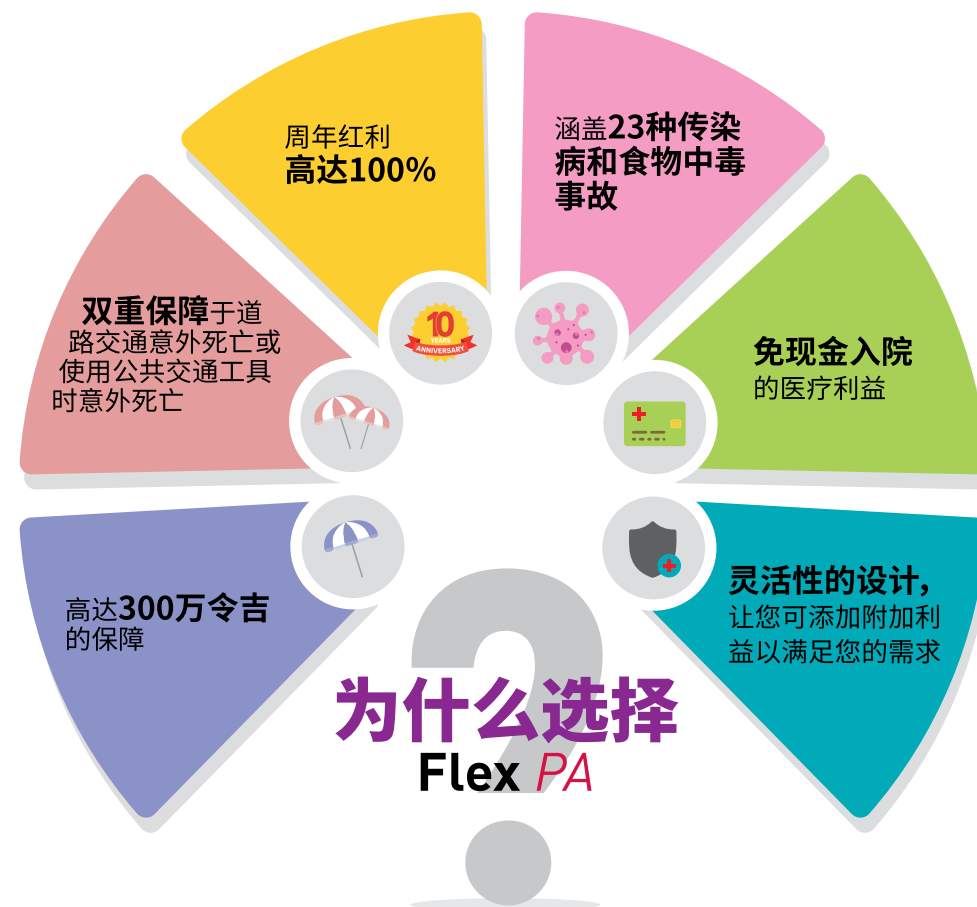 周年红利
高达100%
涵盖23种传染
病和食物中毒
事故
双重保障于道
路交通意外死亡或
使用公共交通工具
时意外死亡
免现金入院
的医疗利益
10
YEARS
ANNIVERSARY
高达300万令吉
的保障
灵活性的设计,
让您可添加附加利
益以满足您的需求
为什么选择
Flex PA